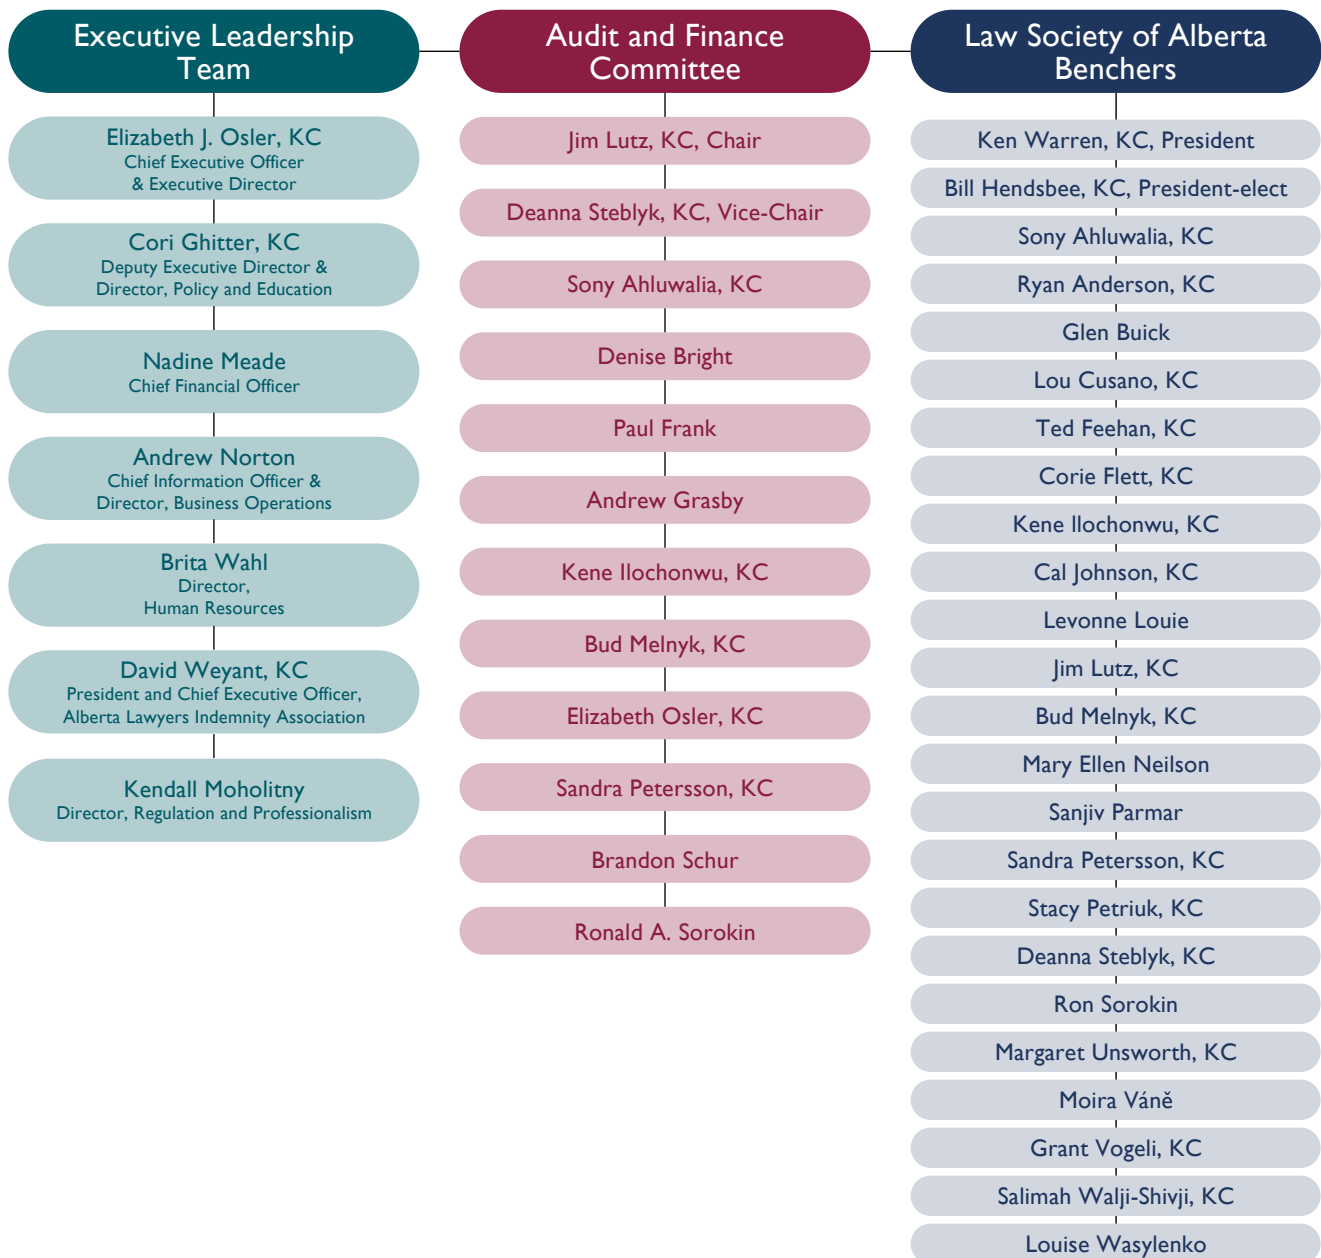 Executive Leadership
Team
Elizabeth J. Osler, KC
Chief Executive Officer
& Executive Director
Cori Ghitter, KC
Deputy Executive Director &
Director, Policy and Education
Nadine Meade
Chief Financial Officer
Andrew Norton
Chief Information Officer &
Director, Business Operations
Brita Wahl
Director,
Human Resources
David Weyant, KC
President and Chief Executive Officer,
Alberta Lawyers Indemnity Association
Kendall Moholitny
Director, Regulation and Professionalism
Audit and Finance
Committee
Jim Lutz, KC, Chair
Deanna Steblyk, KC, Vice-Chair
Sony Ahluwalia, KC
Denise Bright
Paul Frank
Andrew Grasby
Kene Ilochonwu, KC
Bud Melnyk, KC
Elizabeth Osler, KC
Sandra Petersson, KC
Brandon Schur
Ronald A. Sorokin
Law Society of Alberta
Benchers
Ken Warren, KC, President
Bill Hendsbee, KC, President-elect
Sony Ahluwalia, KC
Ryan Anderson, KC
Glen Buick
Lou Cusano, KC
Ted Feehan, KC
Corie Flett, KC
Kene Ilochonwu, KC
Cal Johnson, KC
Levonne Louie
Jim Lutz, KC
Bud Melnyk, KC
Mary Ellen Neilson
Sanjiv Parmar
Sandra Petersson, KC
Stacy Petriuk, KC
Deanna Steblyk, KC
Ron Sorokin
Margaret Unsworth, KC
Moira Váně
Grant Vogeli, KC
Salimah Walji-Shivji, KC
Louise Wasylenko